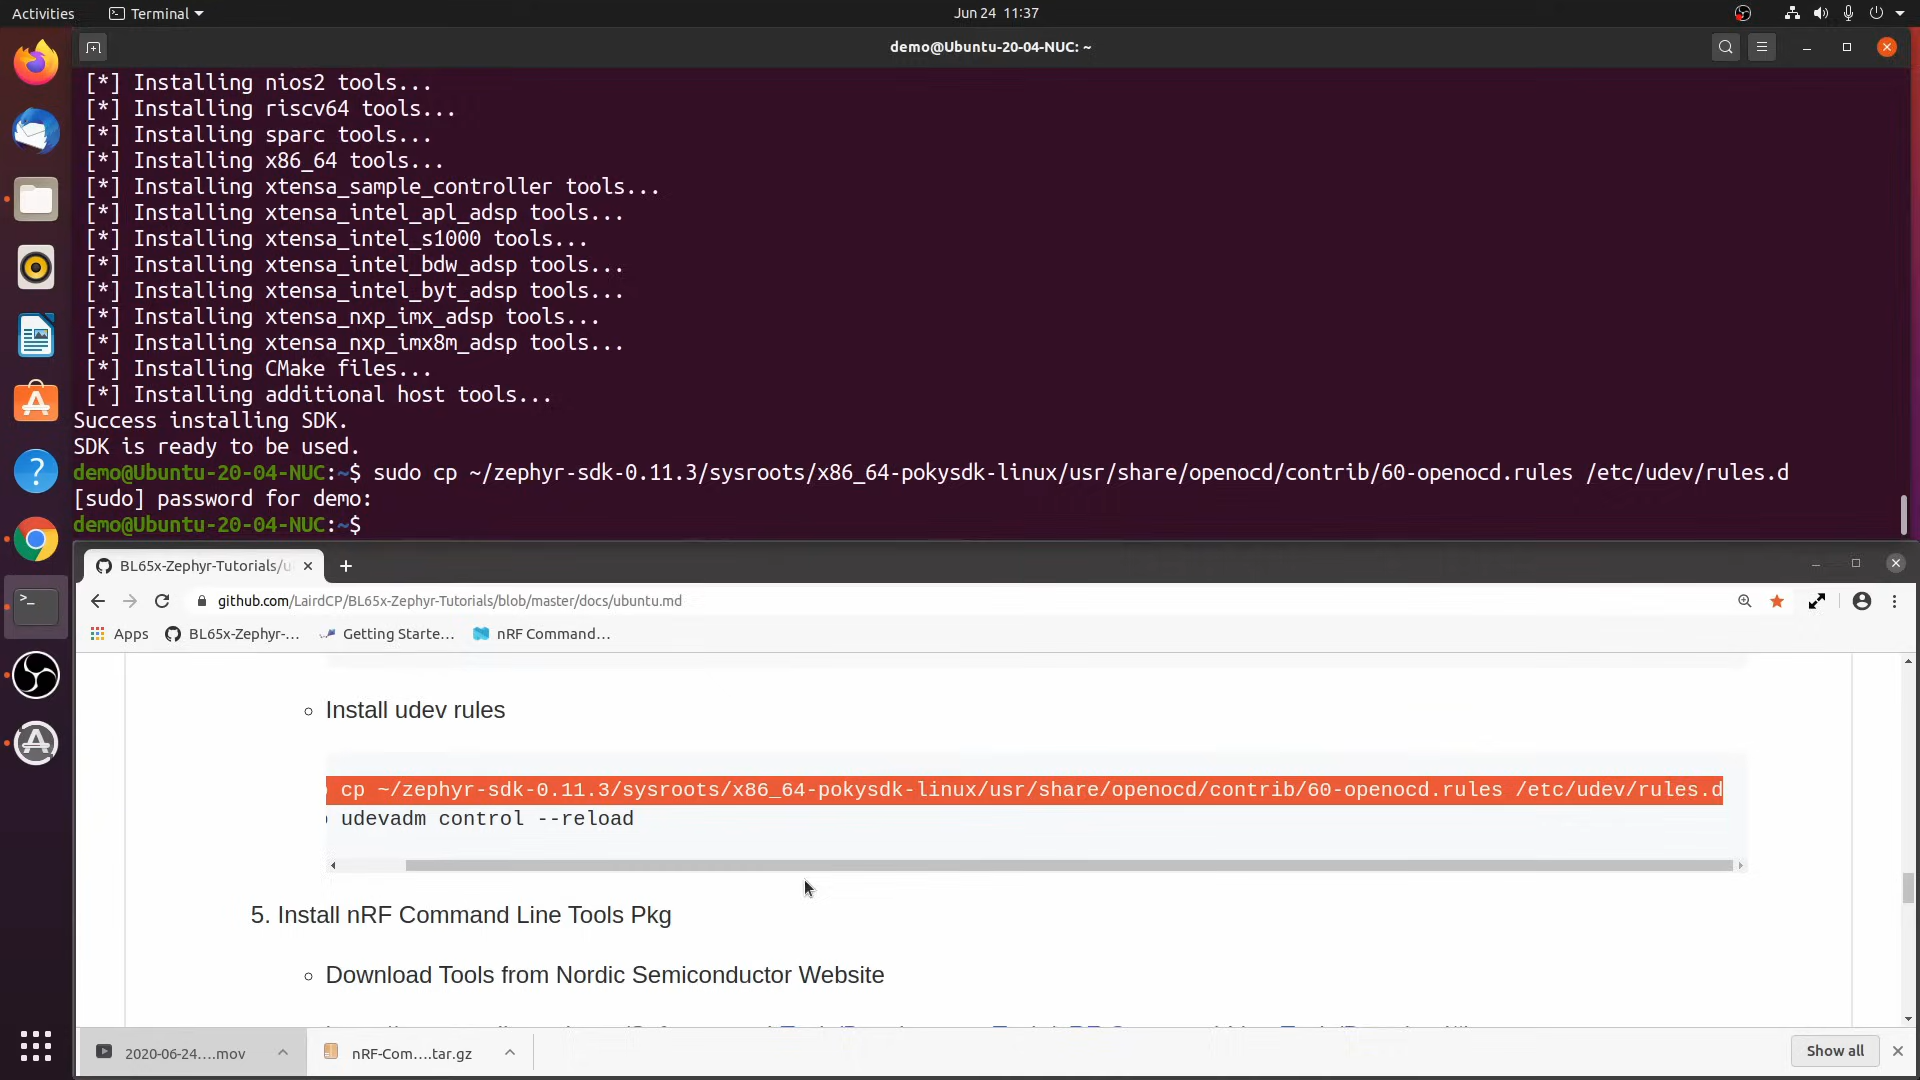 Activities
Terminal
Jun 24 11:37
demo@Ubuntu-20-04-NUC: ~
[*] Installing nios2 tools...
[*] Installing riscv64 tools...
[*] Installing sparc tools...
[*] Installing x86_64 tools...
[*] Installing xtensa_sample_controller tools...
[*] Installing xtensa_intel_apl_adsp tools...
[*] Installing xtensa_intel_s1000 tools...
[*] Installing xtensa_intel_bdw_adsp tools...
[*] Installing xtensa_intel_byt_adsp tools...
[*] Installing xtensa_nxp_imx_adsp tools...
[*] Installing xtensa_nxp_imx8m_adsp tools...
[*] Installing CMake files...
[*] Installing additional host tools...
Success installing SDK.
SDK is ready to be used.
demo@Ubuntu-20-04-NUC:~$ sudo cp ~/zephyr-sdk-0.11.3/sysroots/x86_64-pokysdk-linux/usr/share/openocd/contrib/60-openocd.rules /etc/udev/rules.d
[sudo] password for demo:
demo@Ubuntu-20-04-NUC:~$
BL65x-Zephyr-Tutorials/u
github.com/LairdCP/BL65x-Zephyr-Tutorials/blob/master/docs/ubuntu.md
Apps
BL65x-Zephyr-...
Getting Starte...
nRF Command...
Install udev rules
cp ~/zephyr-sdk-0.11.3/sysroots/x86_64-pokysdk-linux/usr/share/openocd/contrib/60-openocd.rules /etc/udev/rules.d
udevadm control --reload
5. Install nRF Command Line Tools Pkg
Download Tools from Nordic Semiconductor Website
2020-06-24....mov
nRF-Com....tar.gz
Show all